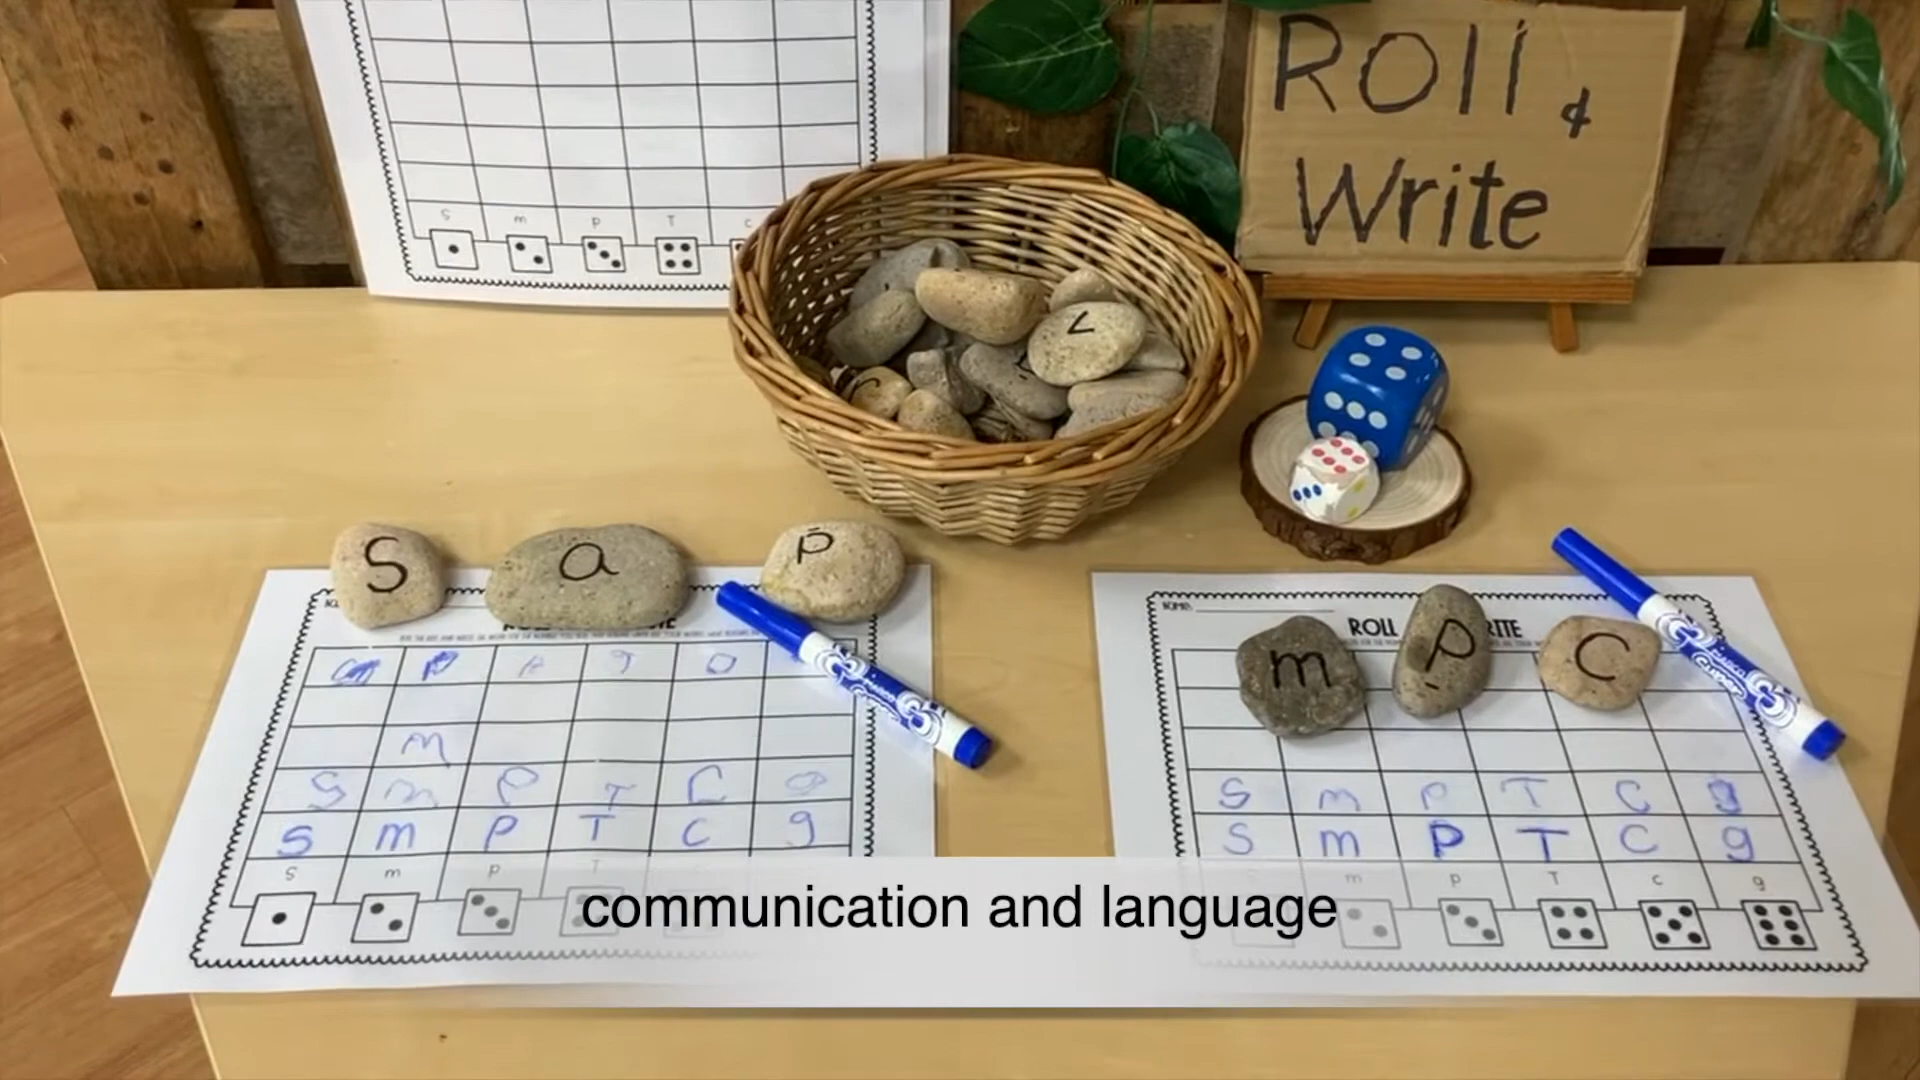 Roll &
Write
S m p T c
S a p
m p c
ROLL
RITE
S m p T C g
S m p T C g
m
S m p T C g
S m p T C g
s m p T
m p T c g
communication and language